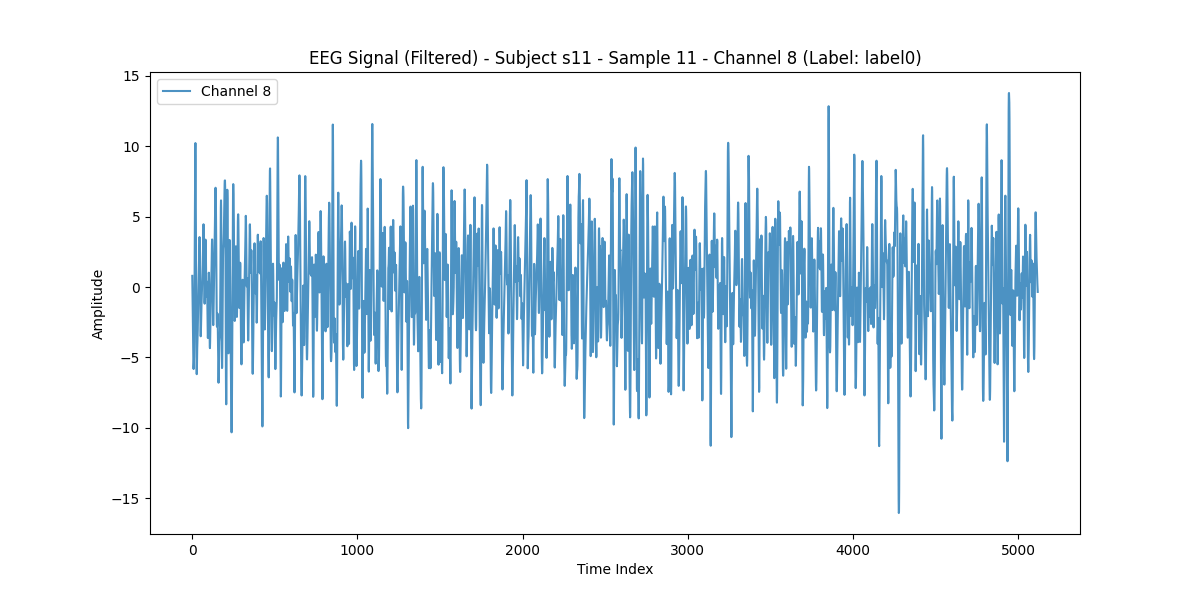 EEG Signal (Filtered) - Subject s11 - Sample 11 - Channel 8 (Label: label0)
Channel 8
15
10
5
0
−5
−10
−15
Amplitude
0 1000 2000 3000 4000 5000
Time Index